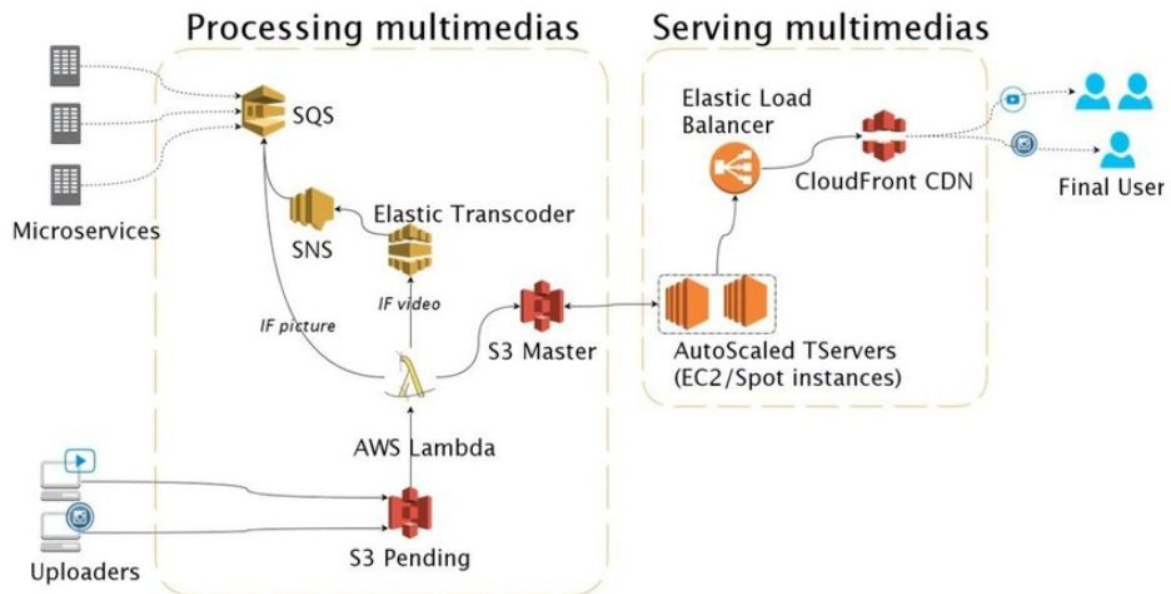 Processing multimedias
Serving multimedias
SQS
Elastic Load
Balancer
CloudFront CDN
Final User
Microservices
SNS
Elastic Transcoder
IF video
IF picture
S3 Master
AutoScaled TServers
(EC2/Spot instances)
AWS Lambda
S3 Pending
Uploaders